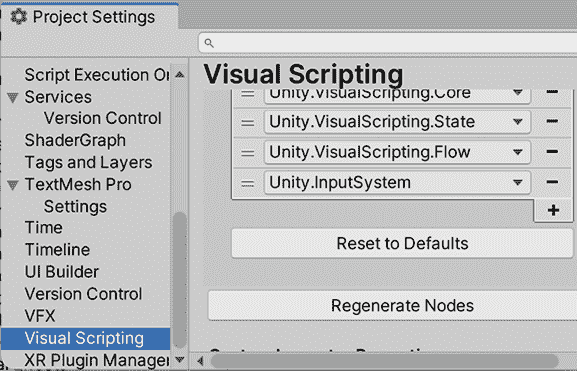 Project Settings
Script Execution Or
Services
Version Control
ShaderGraph
Tags and Layers
TextMesh Pro
Settings
Time
Timeline
UI Builder
Version Control
VFX
Visual Scripting
XR Plugin Manager
Visual Scripting
Unity.VisualScripting.Core
Unity.VisualScripting.State
Unity.VisualScripting.Flow
Unity.InputSystem
Reset to Defaults
Regenerate Nodes